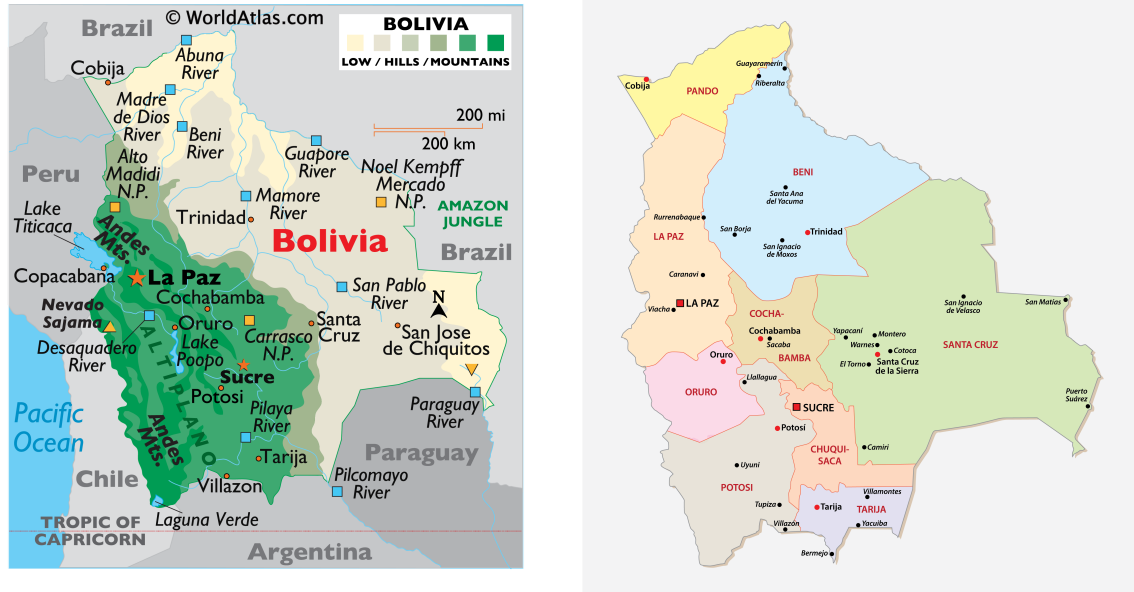 © WorldAtlas.com
Brazil
BOLIVIA
LOW / HILLS / MOUNTAINS
Abuna
River
Cobija
Madre
de Dios
River
Beni
River
200 mi
200 km
Guapore
River
Noel Kempff
Mercado
N.P.
Alto
Madidi
N.P.
Peru
Mamore
River
AMAZON
JUNGLE
Lake
Titicaca
Trinidad
Andes
Mts.
Bolivia
Brazil
Copacabana
La Paz
San Pablo
River
N
Cochabamba
Nevado
Sajama
Oruro
Carrasco
N.P.
Santa
Cruz
San Jose
de Chiquitos
Desaquadero
River
Lake
Poopo
ALTIPLANO
Sucre
Potosi
Paraguay
River
Pacific
Ocean
Pilaya
River
Andes
Mts.
Paraguay
Tarija
Chile
Villazon
Pilcomayo
River
Laguna Verde
TROPIC OF
CAPRICORN
Argentina
Guayaramerín
Riberalta
Cobija
PANDO
BENI
Santa Ana
del Yacuma
Rurrenabaque
San Borja
Trinidad
LA PAZ
San Ignacio
de Moxos
Caranavi
LA PAZ
Viacha
COCHA-
BAMBA
Cochabamba
Sacaba
San Ignacio
de Velasco
San Matías
Yapacaní
Montero
Warnes
Cotoca
El Torno
Santa Cruz
de la Sierra
SANTA CRUZ
Oruro
Llallagua
ORURO
Puerto
Suárez
SUCRE
Potosí
CHUQUI-
SACA
Camiri
Uyuni
POTOSI
Villamontes
Tupiza
Tarija
TARIJA
Villazón
Yacuiba
Bermejo